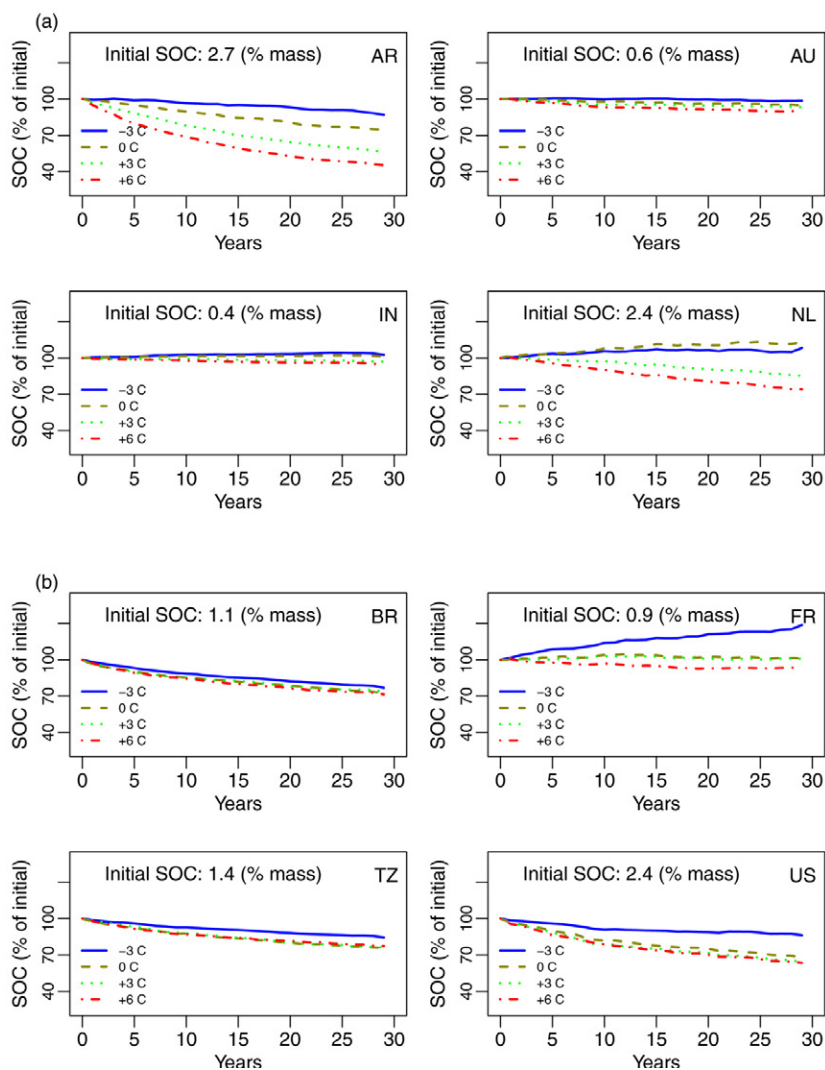 (a)
Initial SOC: 2.7 (% mass) AR
SOC (% of initial)
100
70
40
−3 C
0 C
+3 C
+6 C
0 5 10 15 20 25 30
Years
Initial SOC: 0.6 (% mass) AU
SOC (% of initial)
100
70
40
−3 C
0 C
+3 C
+6 C
0 5 10 15 20 25 30
Years
Initial SOC: 0.4 (% mass) IN
SOC (% of initial)
100
70
40
−3 C
0 C
+3 C
+6 C
0 5 10 15 20 25 30
Years
Initial SOC: 2.4 (% mass) NL
SOC (% of initial)
100
70
40
−3 C
0 C
+3 C
+6 C
0 5 10 15 20 25 30
Years
(b)
Initial SOC: 1.1 (% mass) BR
SOC (% of initial)
100
70
40
−3 C
0 C
+3 C
+6 C
0 5 10 15 20 25 30
Years
Initial SOC: 0.9 (% mass) FR
SOC (% of initial)
100
70
40
−3 C
0 C
+3 C
+6 C
0 5 10 15 20 25 30
Years
Initial SOC: 1.4 (% mass) TZ
SOC (% of initial)
100
70
40
−3 C
0 C
+3 C
+6 C
0 5 10 15 20 25 30
Years
Initial SOC: 2.4 (% mass) US
SOC (% of initial)
100
70
40
−3 C
0 C
+3 C
+6 C
0 5 10 15 20 25 30
Years